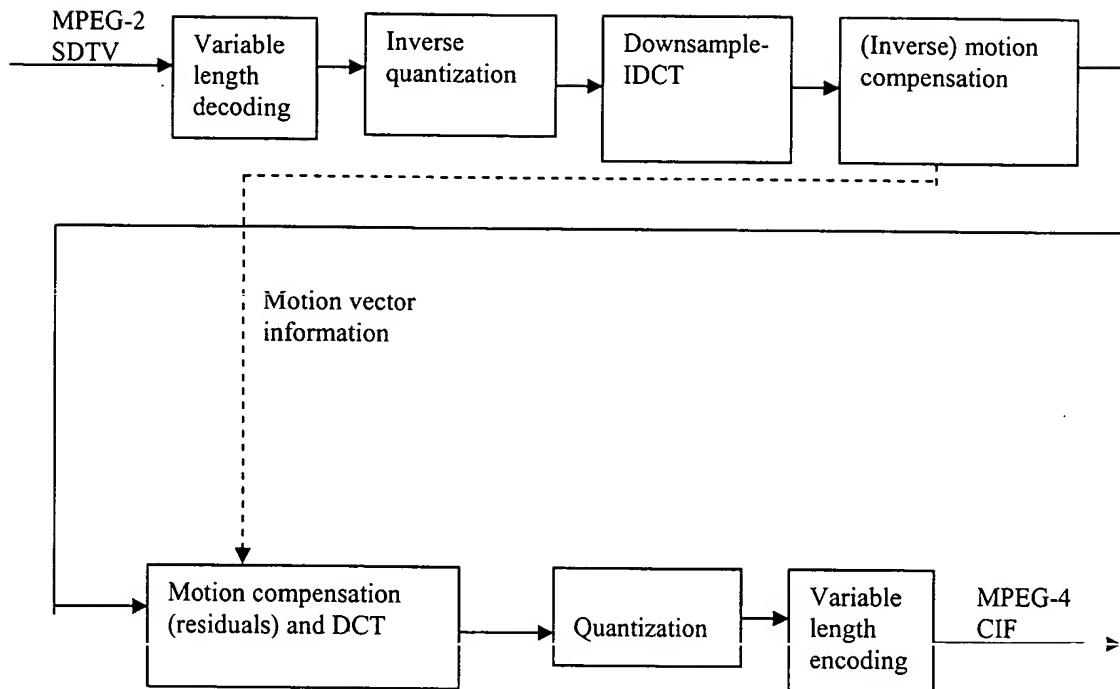 MPEG-2
SDTV
Variable
length
decoding
Inverse
quantization
Downsample-
IDCT
(Inverse) motion
compensation
Motion vector
information
Motion compensation
(residuals) and DCT
Quantization
Variable
length
encoding
MPEG-4
CIF